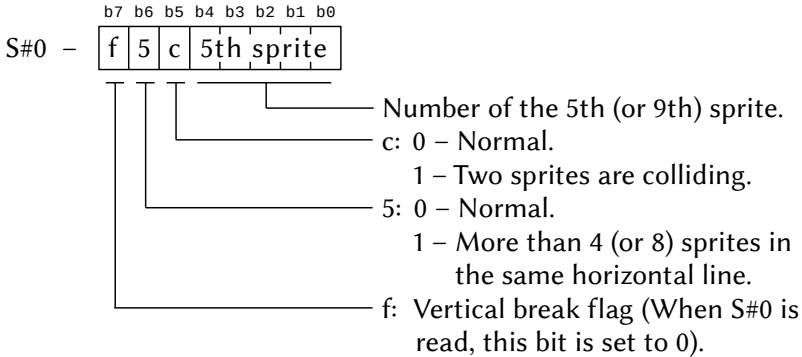 b7 b6 b5 b4 b3 b2 b1 b0
S#0 – f 5 c 5th sprite
Number of the 5th (or 9th) sprite.
c: 0 – Normal.
1 – Two sprites are colliding.
5: 0 – Normal.
1 – More than 4 (or 8) sprites in
the same horizontal line.
f: Vertical break flag (When S#0 is
read, this bit is set to 0).